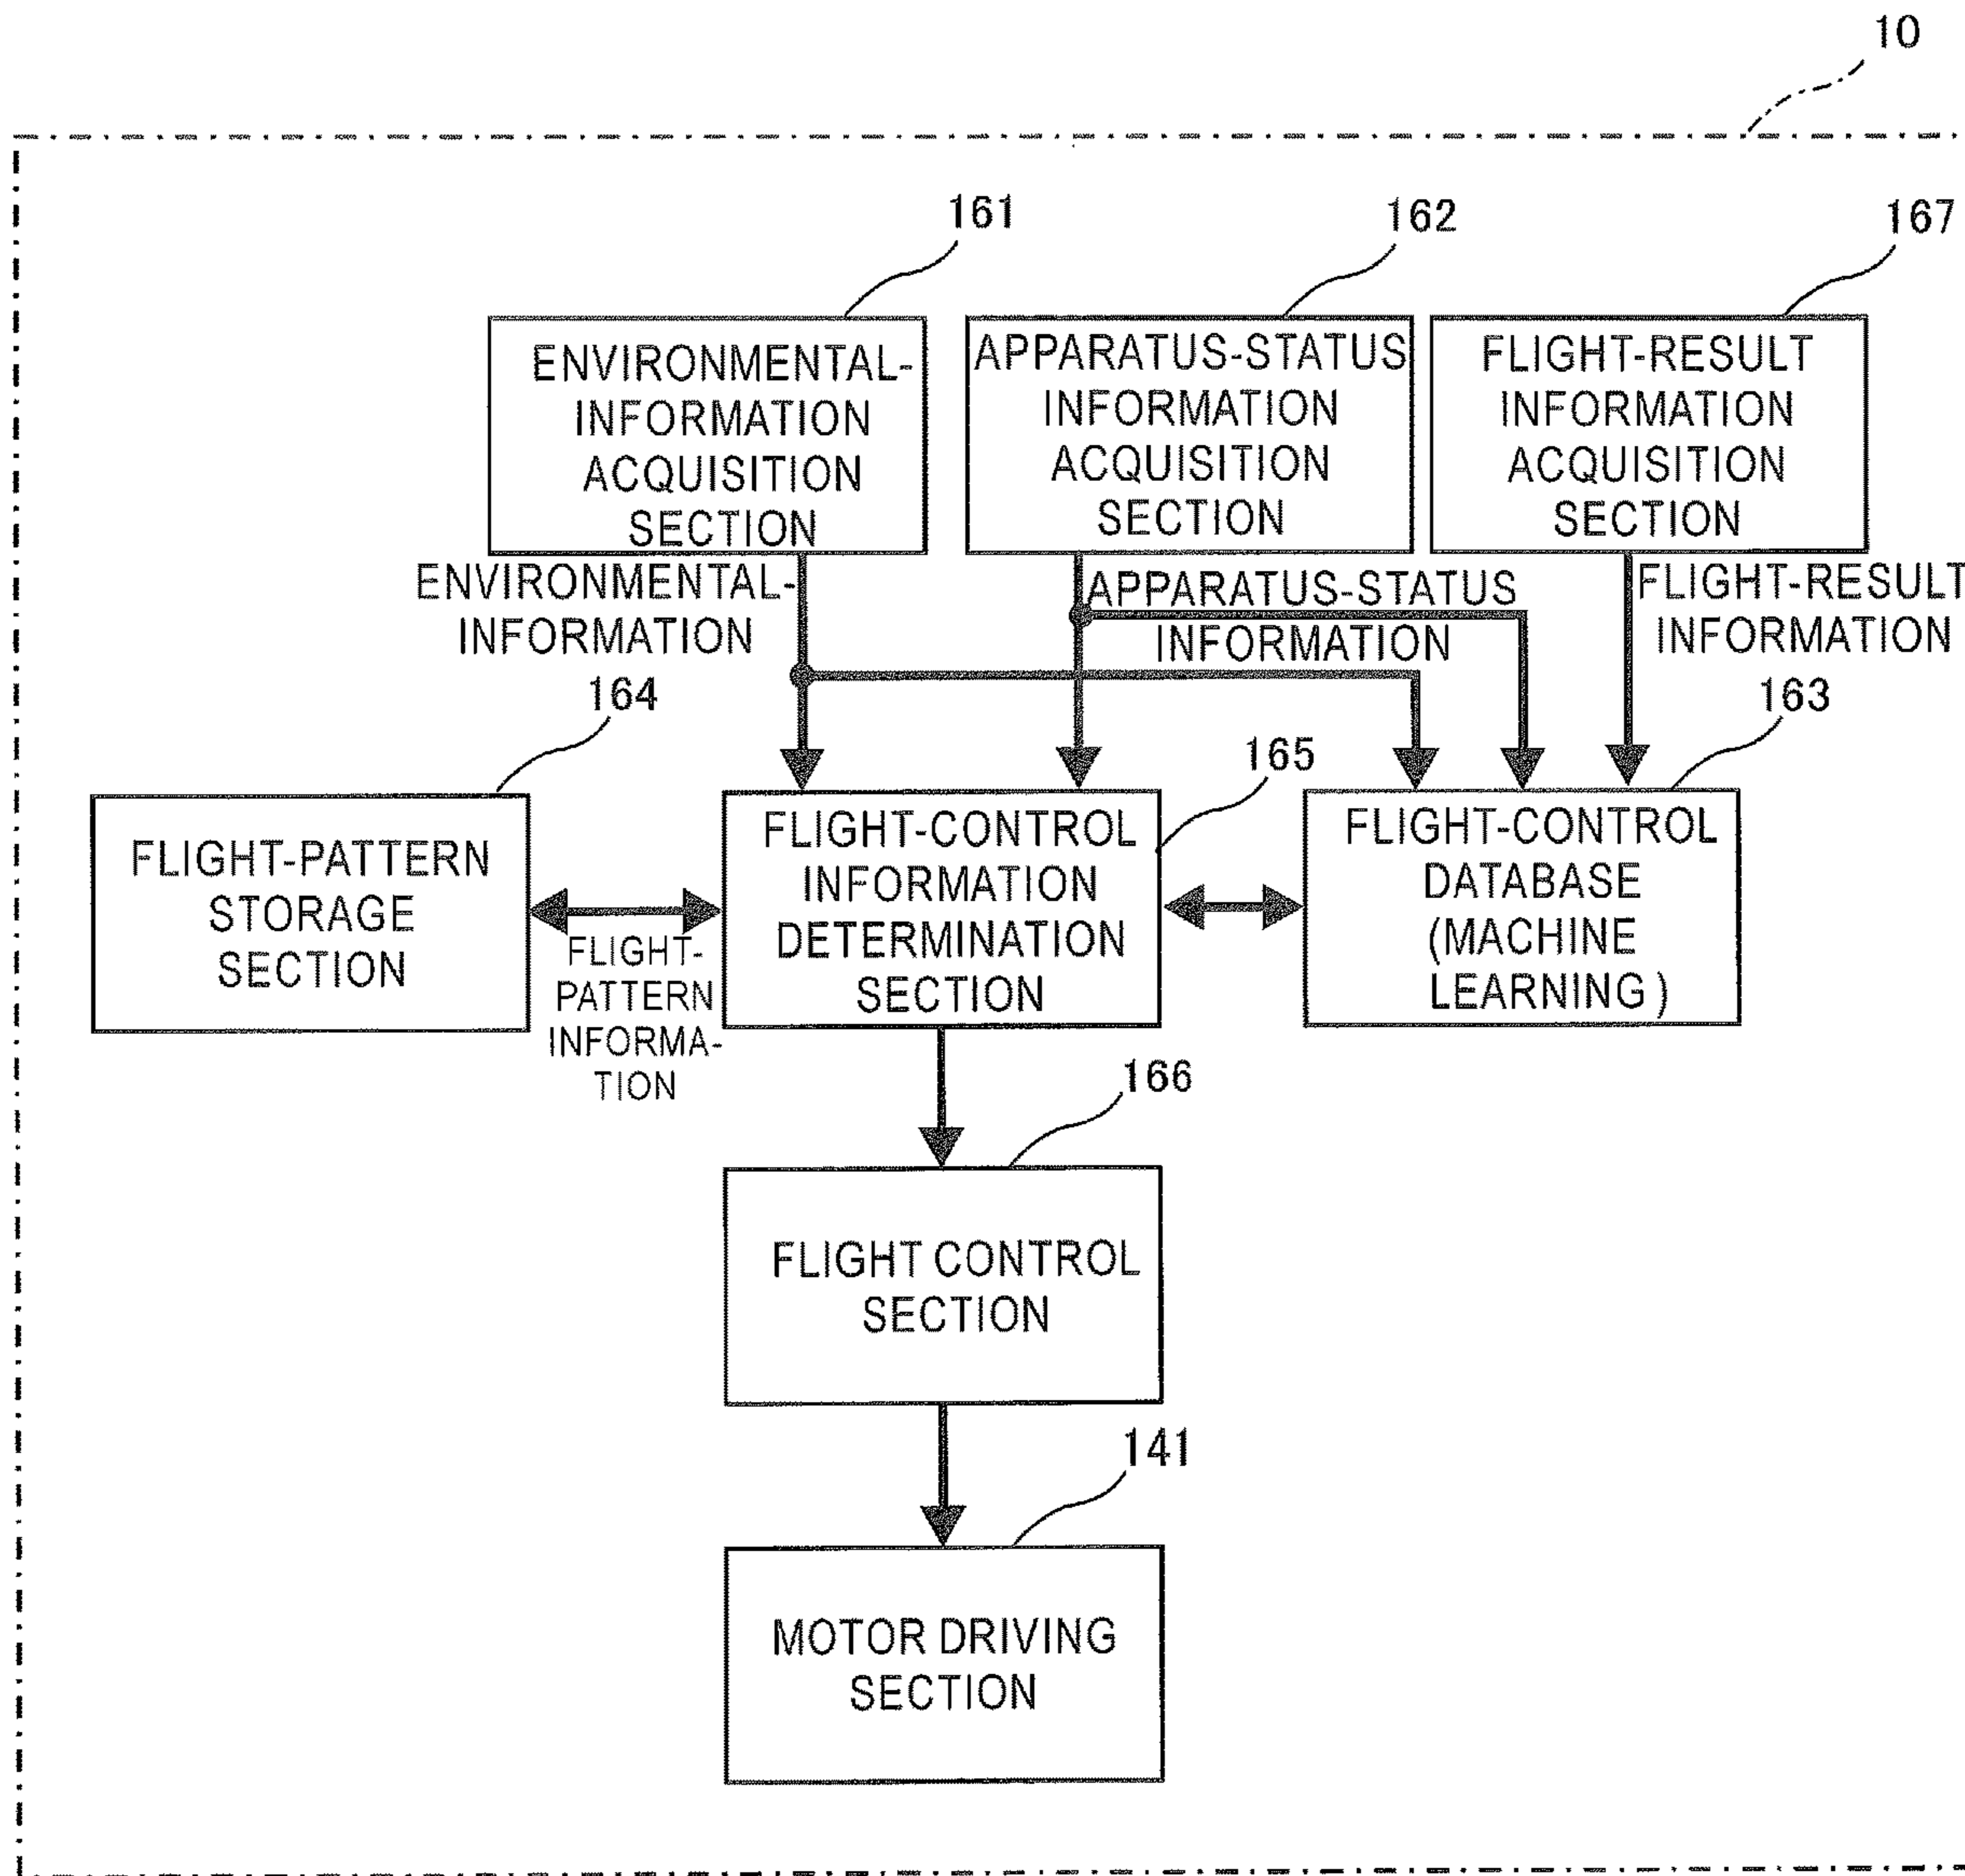 10
161
162
167
ENVIRONMENTAL-
INFORMATION
ACQUISITION
SECTION
APPARATUS-STATUS
INFORMATION
ACQUISITION
SECTION
FLIGHT-RESULT
INFORMATION
ACQUISITION
SECTION
ENVIRONMENTAL-
INFORMATION
APPARATUS-STATUS
INFORMATION
FLIGHT-RESULT
INFORMATION
164
165
163
FLIGHT-PATTERN
STORAGE
SECTION
FLIGHT-
PATTERN
INFORMA-
TION
FLIGHT-CONTROL
INFORMATION
DETERMINATION
SECTION
FLIGHT-CONTROL
DATABASE
(MACHINE
LEARNING)
166
FLIGHT CONTROL
SECTION
141
MOTOR DRIVING
SECTION